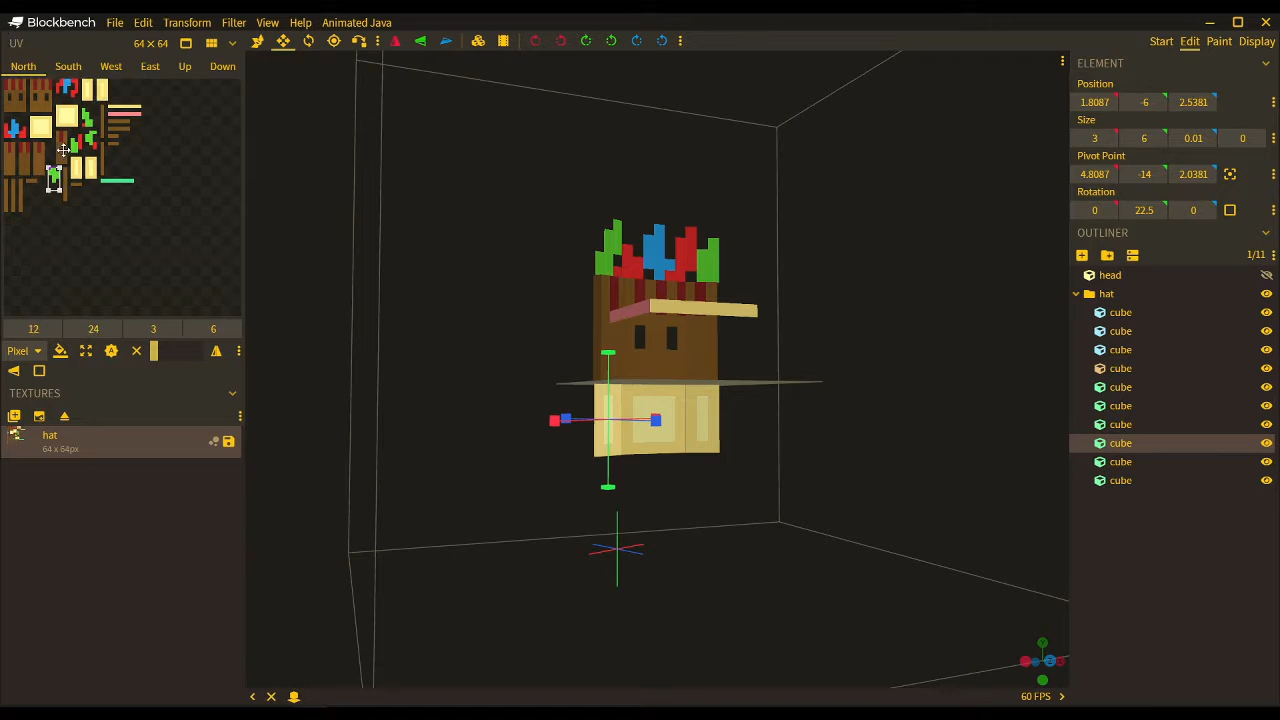 Blockbench File Edit Transform Filter View Help Animated Java
Start Edit Paint Display
UV 64 × 64
North South West East Up Down
12 24 3 6
Pixel
TEXTURES
hat
64 x 64px
60 FPS
ELEMENT
Position
1.8087 -6 2.5381
Size
3 6 0.01 0
Pivot Point
4.8087 -14 2.0381
Rotation
0 22.5 0
OUTLINER
1/11
head
hat
cube
cube
cube
cube
cube
cube
cube
cube
cube
cube